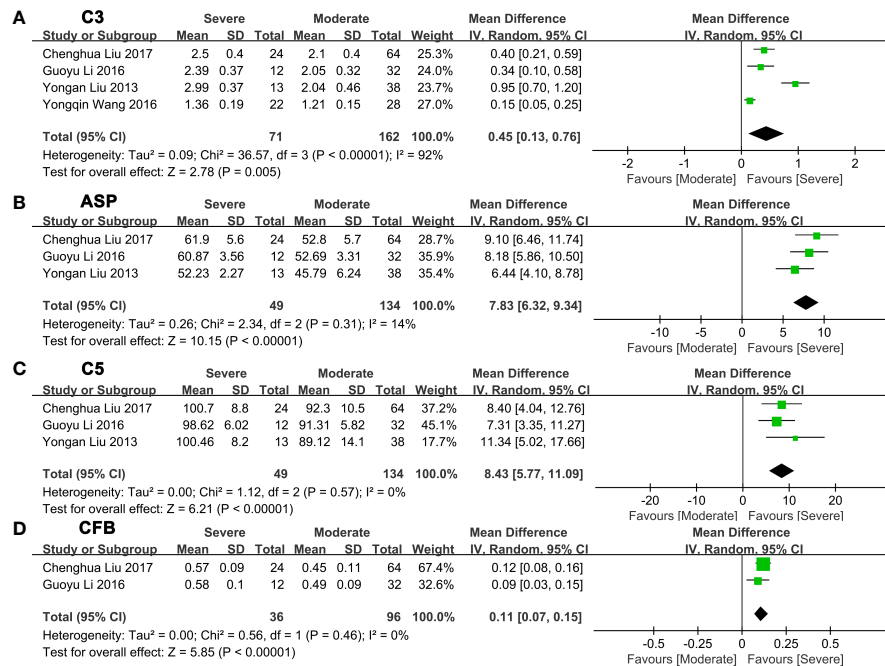 A C3 Severe Moderate Mean Difference Mean Difference
Study or Subgroup Mean SD Total Mean SD Total Weight IV, Random, 95% CI IV, Random, 95% CI
Chenghua Liu 2017 2.5 0.4 24 2.1 0.4 64 25.3% 0.40 [0.21, 0.59]
Guoyu Li 2016 2.39 0.37 12 2.05 0.32 32 24.0% 0.34 [0.10, 0.58]
Yongan Liu 2013 2.99 0.37 13 2.04 0.46 38 23.7% 0.95 [0.70, 1.20]
Yongqin Wang 2016 1.36 0.19 22 1.21 0.15 28 27.0% 0.15 [0.05, 0.25]
Total (95% CI) 71 162 100.0% 0.45 [0.13, 0.76]
Heterogeneity: Tau² = 0.09; Chi² = 36.57, df = 3 (P < 0.00001); I² = 92%
Test for overall effect: Z = 2.78 (P = 0.005)
-2 -1 0 1 2
Favours [Moderate] Favours [Severe]
B ASP Severe Moderate Mean Difference Mean Difference
Study or Subgroup Mean SD Total Mean SD Total Weight IV, Random, 95% CI IV, Random, 95% CI
Chenghua Liu 2017 61.9 5.6 24 52.8 5.7 64 28.7% 9.10 [6.46, 11.74]
Guoyu Li 2016 60.87 3.56 12 52.69 3.31 32 35.9% 8.18 [5.86, 10.50]
Yongan Liu 2013 52.23 2.27 13 45.79 6.24 38 35.4% 6.44 [4.10, 8.78]
Total (95% CI) 49 134 100.0% 7.83 [6.32, 9.34]
Heterogeneity: Tau² = 0.26; Chi² = 2.34, df = 2 (P = 0.31); I² = 14%
Test for overall effect: Z = 10.15 (P < 0.00001)
-10 -5 0 5 10
Favours [Moderate] Favours [Severe]
C C5 Severe Moderate Mean Difference Mean Difference
Study or Subgroup Mean SD Total Mean SD Total Weight IV, Random, 95% CI IV, Random, 95% CI
Chenghua Liu 2017 100.7 8.8 24 92.3 10.5 64 37.2% 8.40 [4.04, 12.76]
Guoyu Li 2016 98.62 6.02 12 91.31 5.82 32 45.1% 7.31 [3.35, 11.27]
Yongan Liu 2013 100.46 8.2 13 89.12 14.1 38 17.7% 11.34 [5.02, 17.66]
Total (95% CI) 49 134 100.0% 8.43 [5.77, 11.09]
Heterogeneity: Tau² = 0.00; Chi² = 1.12, df = 2 (P = 0.57); I² = 0%
Test for overall effect: Z = 6.21 (P < 0.00001)
-20 -10 0 10 20
Favours [Moderate] Favours [Severe]
D CFB Severe Moderate Mean Difference Mean Difference
Study or Subgroup Mean SD Total Mean SD Total Weight IV, Random, 95% CI IV, Random, 95% CI
Chenghua Liu 2017 0.57 0.09 24 0.45 0.11 64 67.4% 0.12 [0.08, 0.16]
Guoyu Li 2016 0.58 0.1 12 0.49 0.09 32 32.6% 0.09 [0.03, 0.15]
Total (95% CI) 36 96 100.0% 0.11 [0.07, 0.15]
Heterogeneity: Tau² = 0.00; Chi² = 0.56, df = 1 (P = 0.46); I² = 0%
Test for overall effect: Z = 5.85 (P < 0.00001)
-0.5 -0.25 0 0.25 0.5
Favours [Moderate] Favours [Severe]